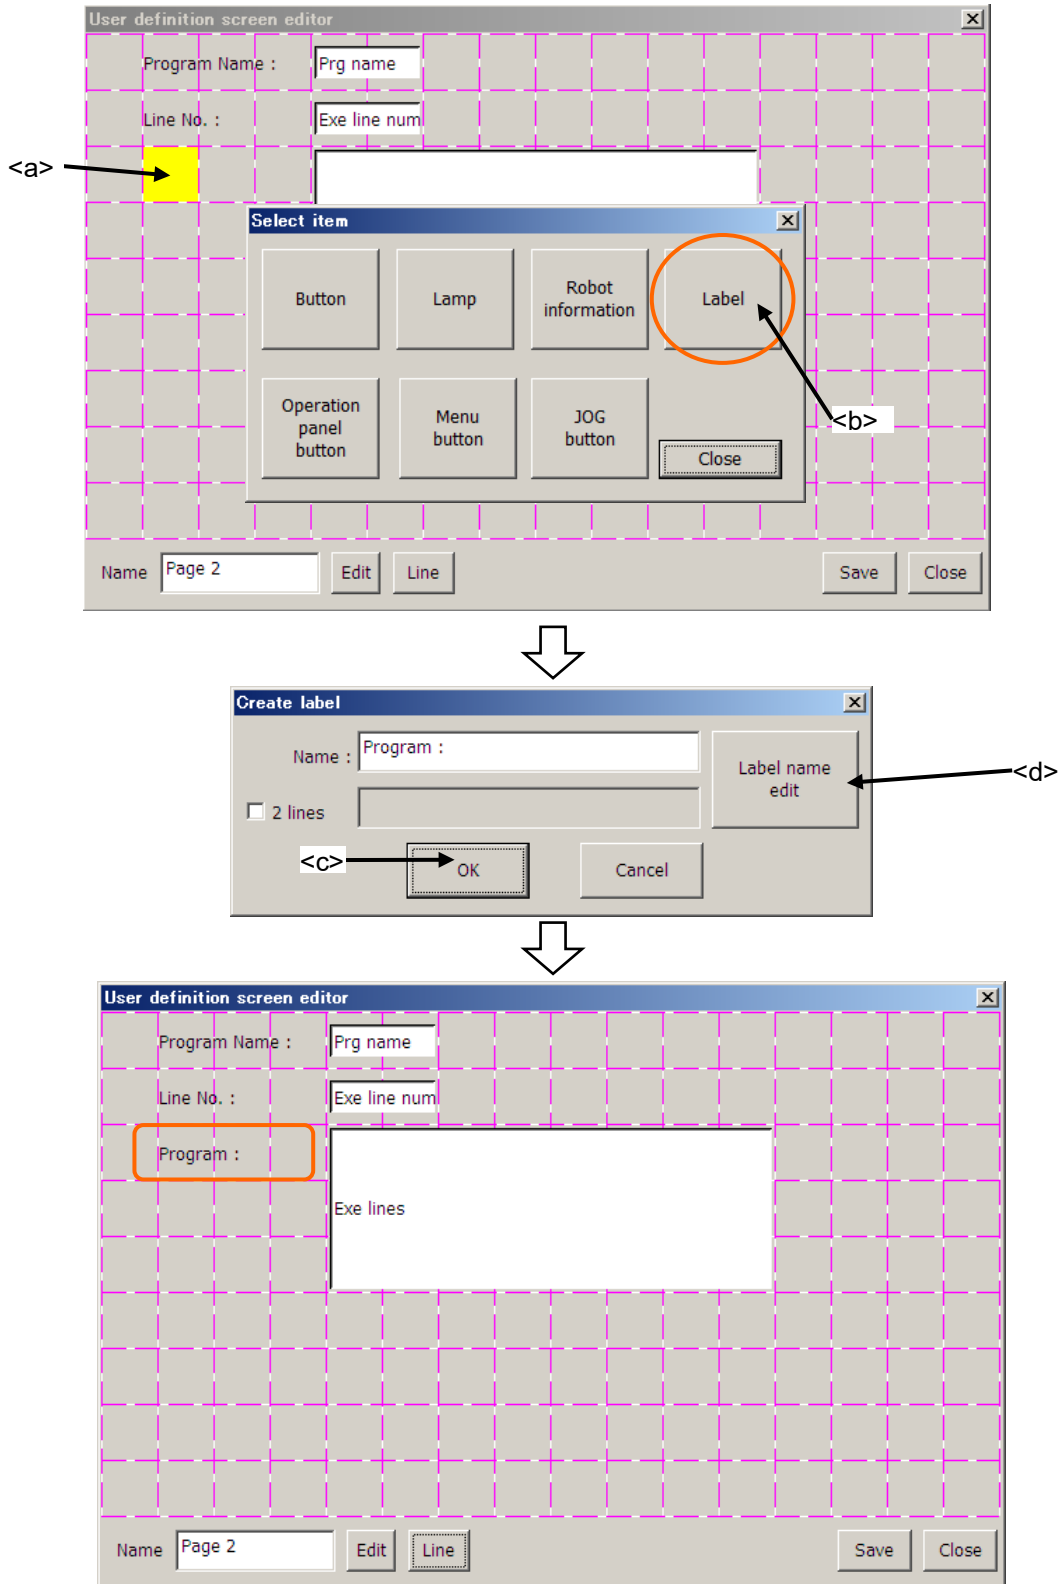 User definition screen editor
Program Name :
Prg name
Line No. :
Exe line num
<a>
Select item
Button
Lamp
Robot
information
Label
Operation
panel
button
Menu
button
JOG
button
<b>
Close
Name
Page 2
Edit
Line
Save
Close
Create label
Name :
Program :
Label name
edit
<d>
2 lines
<c>
OK
Cancel
User definition screen editor
Program Name :
Prg name
Line No. :
Exe line num
Program :
Exe lines
Name
Page 2
Edit
Line
Save
Close